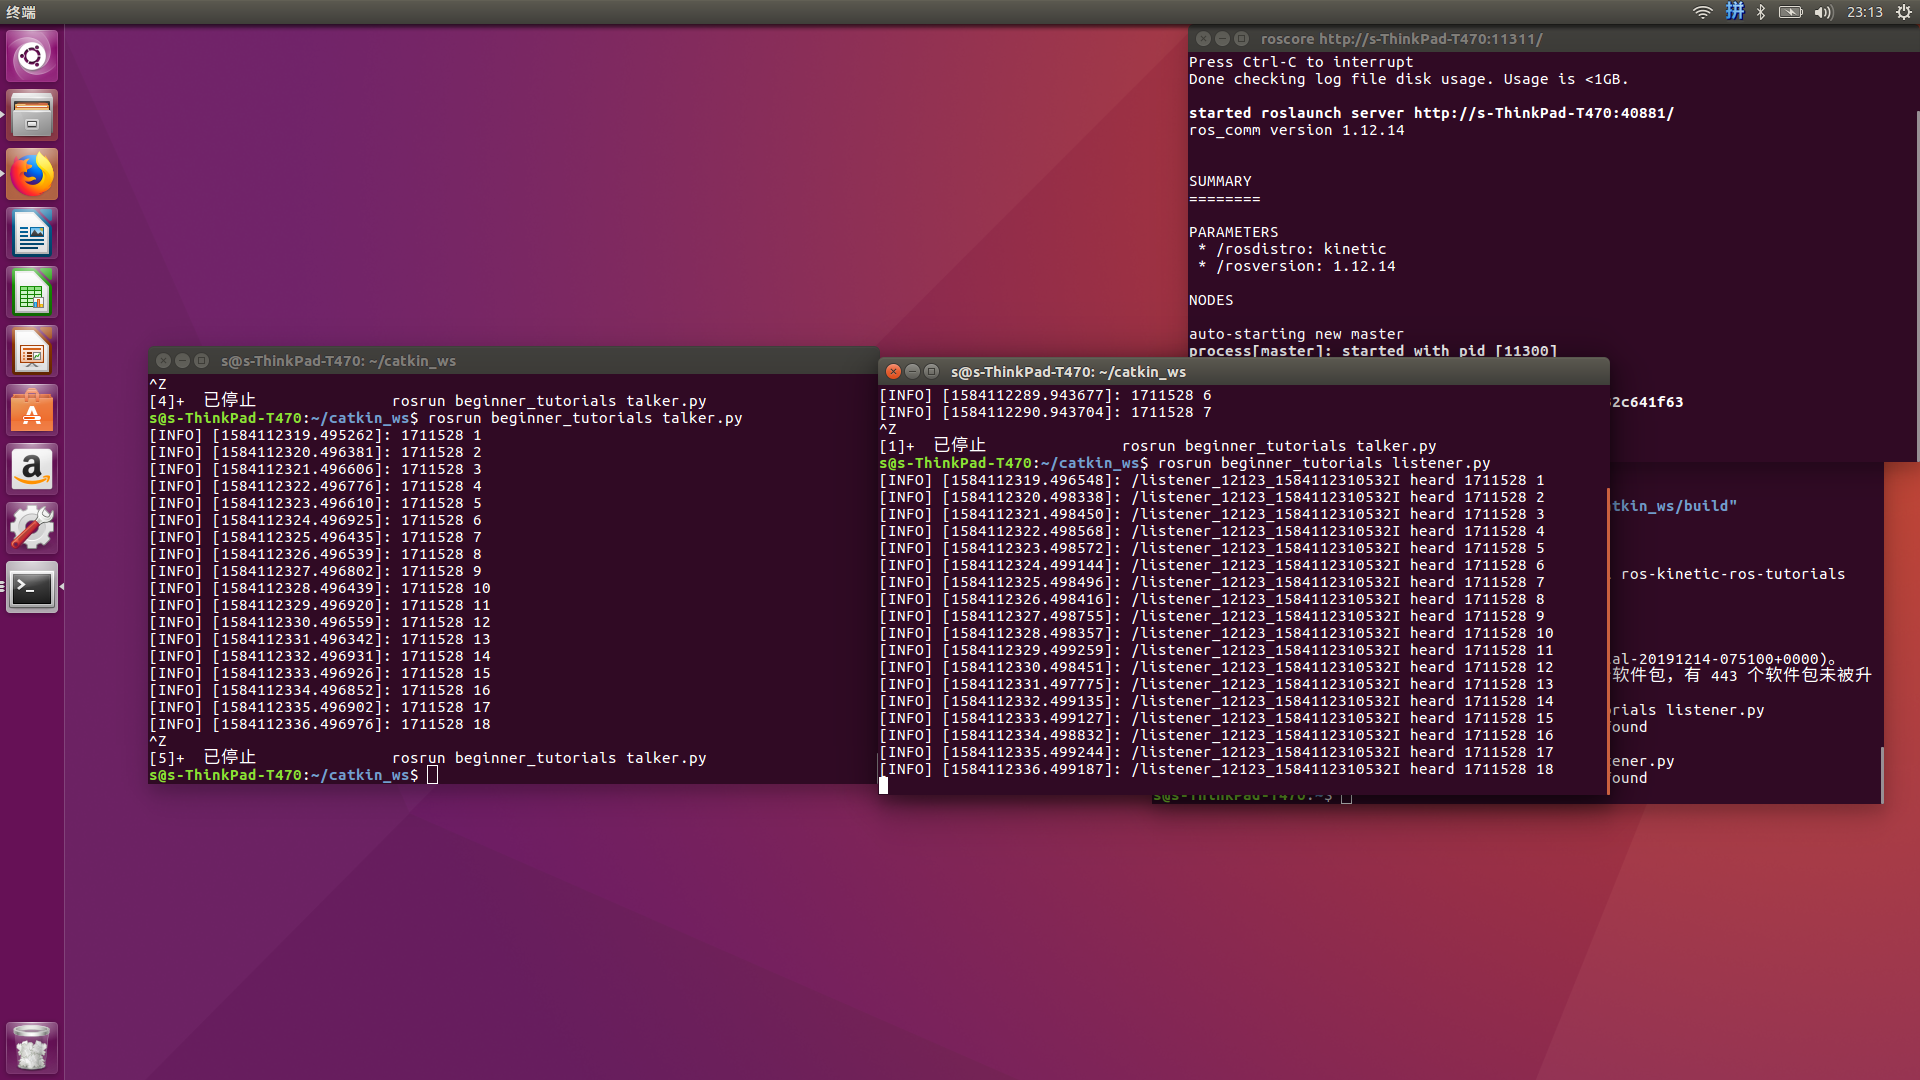 终端
拼
23:13
roscore http://s-ThinkPad-T470:11311/
Press Ctrl-C to interrupt
Done checking log file disk usage. Usage is <1GB.
started roslaunch server http://s-ThinkPad-T470:40881/
ros_comm version 1.12.14
SUMMARY
========
PARAMETERS
* /rosdistro: kinetic
* /rosversion: 1.12.14
NODES
auto-starting new master
process[master]: started with pid [11300]
2c641f63
s@s-ThinkPad-T470: ~/catkin_ws
^Z
[4]+ 已停止 rosrun beginner_tutorials talker.py
s@s-ThinkPad-T470:~/catkin_ws$ rosrun beginner_tutorials talker.py
[INFO] [1584112319.495262]: 1711528 1
[INFO] [1584112320.496381]: 1711528 2
[INFO] [1584112321.496606]: 1711528 3
[INFO] [1584112322.496776]: 1711528 4
[INFO] [1584112323.496610]: 1711528 5
[INFO] [1584112324.496925]: 1711528 6
[INFO] [1584112325.496435]: 1711528 7
[INFO] [1584112326.496539]: 1711528 8
[INFO] [1584112327.496802]: 1711528 9
[INFO] [1584112328.496439]: 1711528 10
[INFO] [1584112329.496920]: 1711528 11
[INFO] [1584112330.496559]: 1711528 12
[INFO] [1584112331.496342]: 1711528 13
[INFO] [1584112332.496931]: 1711528 14
[INFO] [1584112333.496926]: 1711528 15
[INFO] [1584112334.496852]: 1711528 16
[INFO] [1584112335.496902]: 1711528 17
[INFO] [1584112336.496976]: 1711528 18
^Z
[5]+ 已停止 rosrun beginner_tutorials talker.py
s@s-ThinkPad-T470:~/catkin_ws$
s@s-ThinkPad-T470: ~/catkin_ws
[INFO] [1584112289.943677]: 1711528 6
[INFO] [1584112290.943704]: 1711528 7
^Z
[1]+ 已停止 rosrun beginner_tutorials talker.py
s@s-ThinkPad-T470:~/catkin_ws$ rosrun beginner_tutorials listener.py
[INFO] [1584112319.496548]: /listener_12123_1584112310532I heard 1711528 1
[INFO] [1584112320.498338]: /listener_12123_1584112310532I heard 1711528 2
[INFO] [1584112321.498450]: /listener_12123_1584112310532I heard 1711528 3
[INFO] [1584112322.498568]: /listener_12123_1584112310532I heard 1711528 4
[INFO] [1584112323.498572]: /listener_12123_1584112310532I heard 1711528 5
[INFO] [1584112324.499144]: /listener_12123_1584112310532I heard 1711528 6
[INFO] [1584112325.498496]: /listener_12123_1584112310532I heard 1711528 7
[INFO] [1584112326.498416]: /listener_12123_1584112310532I heard 1711528 8
[INFO] [1584112327.498755]: /listener_12123_1584112310532I heard 1711528 9
[INFO] [1584112328.498357]: /listener_12123_1584112310532I heard 1711528 10
[INFO] [1584112329.499259]: /listener_12123_1584112310532I heard 1711528 11
[INFO] [1584112330.498451]: /listener_12123_1584112310532I heard 1711528 12
[INFO] [1584112331.497775]: /listener_12123_1584112310532I heard 1711528 13
[INFO] [1584112332.499135]: /listener_12123_1584112310532I heard 1711528 14
[INFO] [1584112333.499127]: /listener_12123_1584112310532I heard 1711528 15
[INFO] [1584112334.498832]: /listener_12123_1584112310532I heard 1711528 16
[INFO] [1584112335.499244]: /listener_12123_1584112310532I heard 1711528 17
[INFO] [1584112336.499187]: /listener_12123_1584112310532I heard 1711528 18
tkin_ws/build"
ros-kinetic-ros-tutorials
al-20191214-075100+0000)。
软件包，有 443 个软件包未被升
rials listener.py
ound
ener.py
ound
s@s-ThinkPad-T470:~$